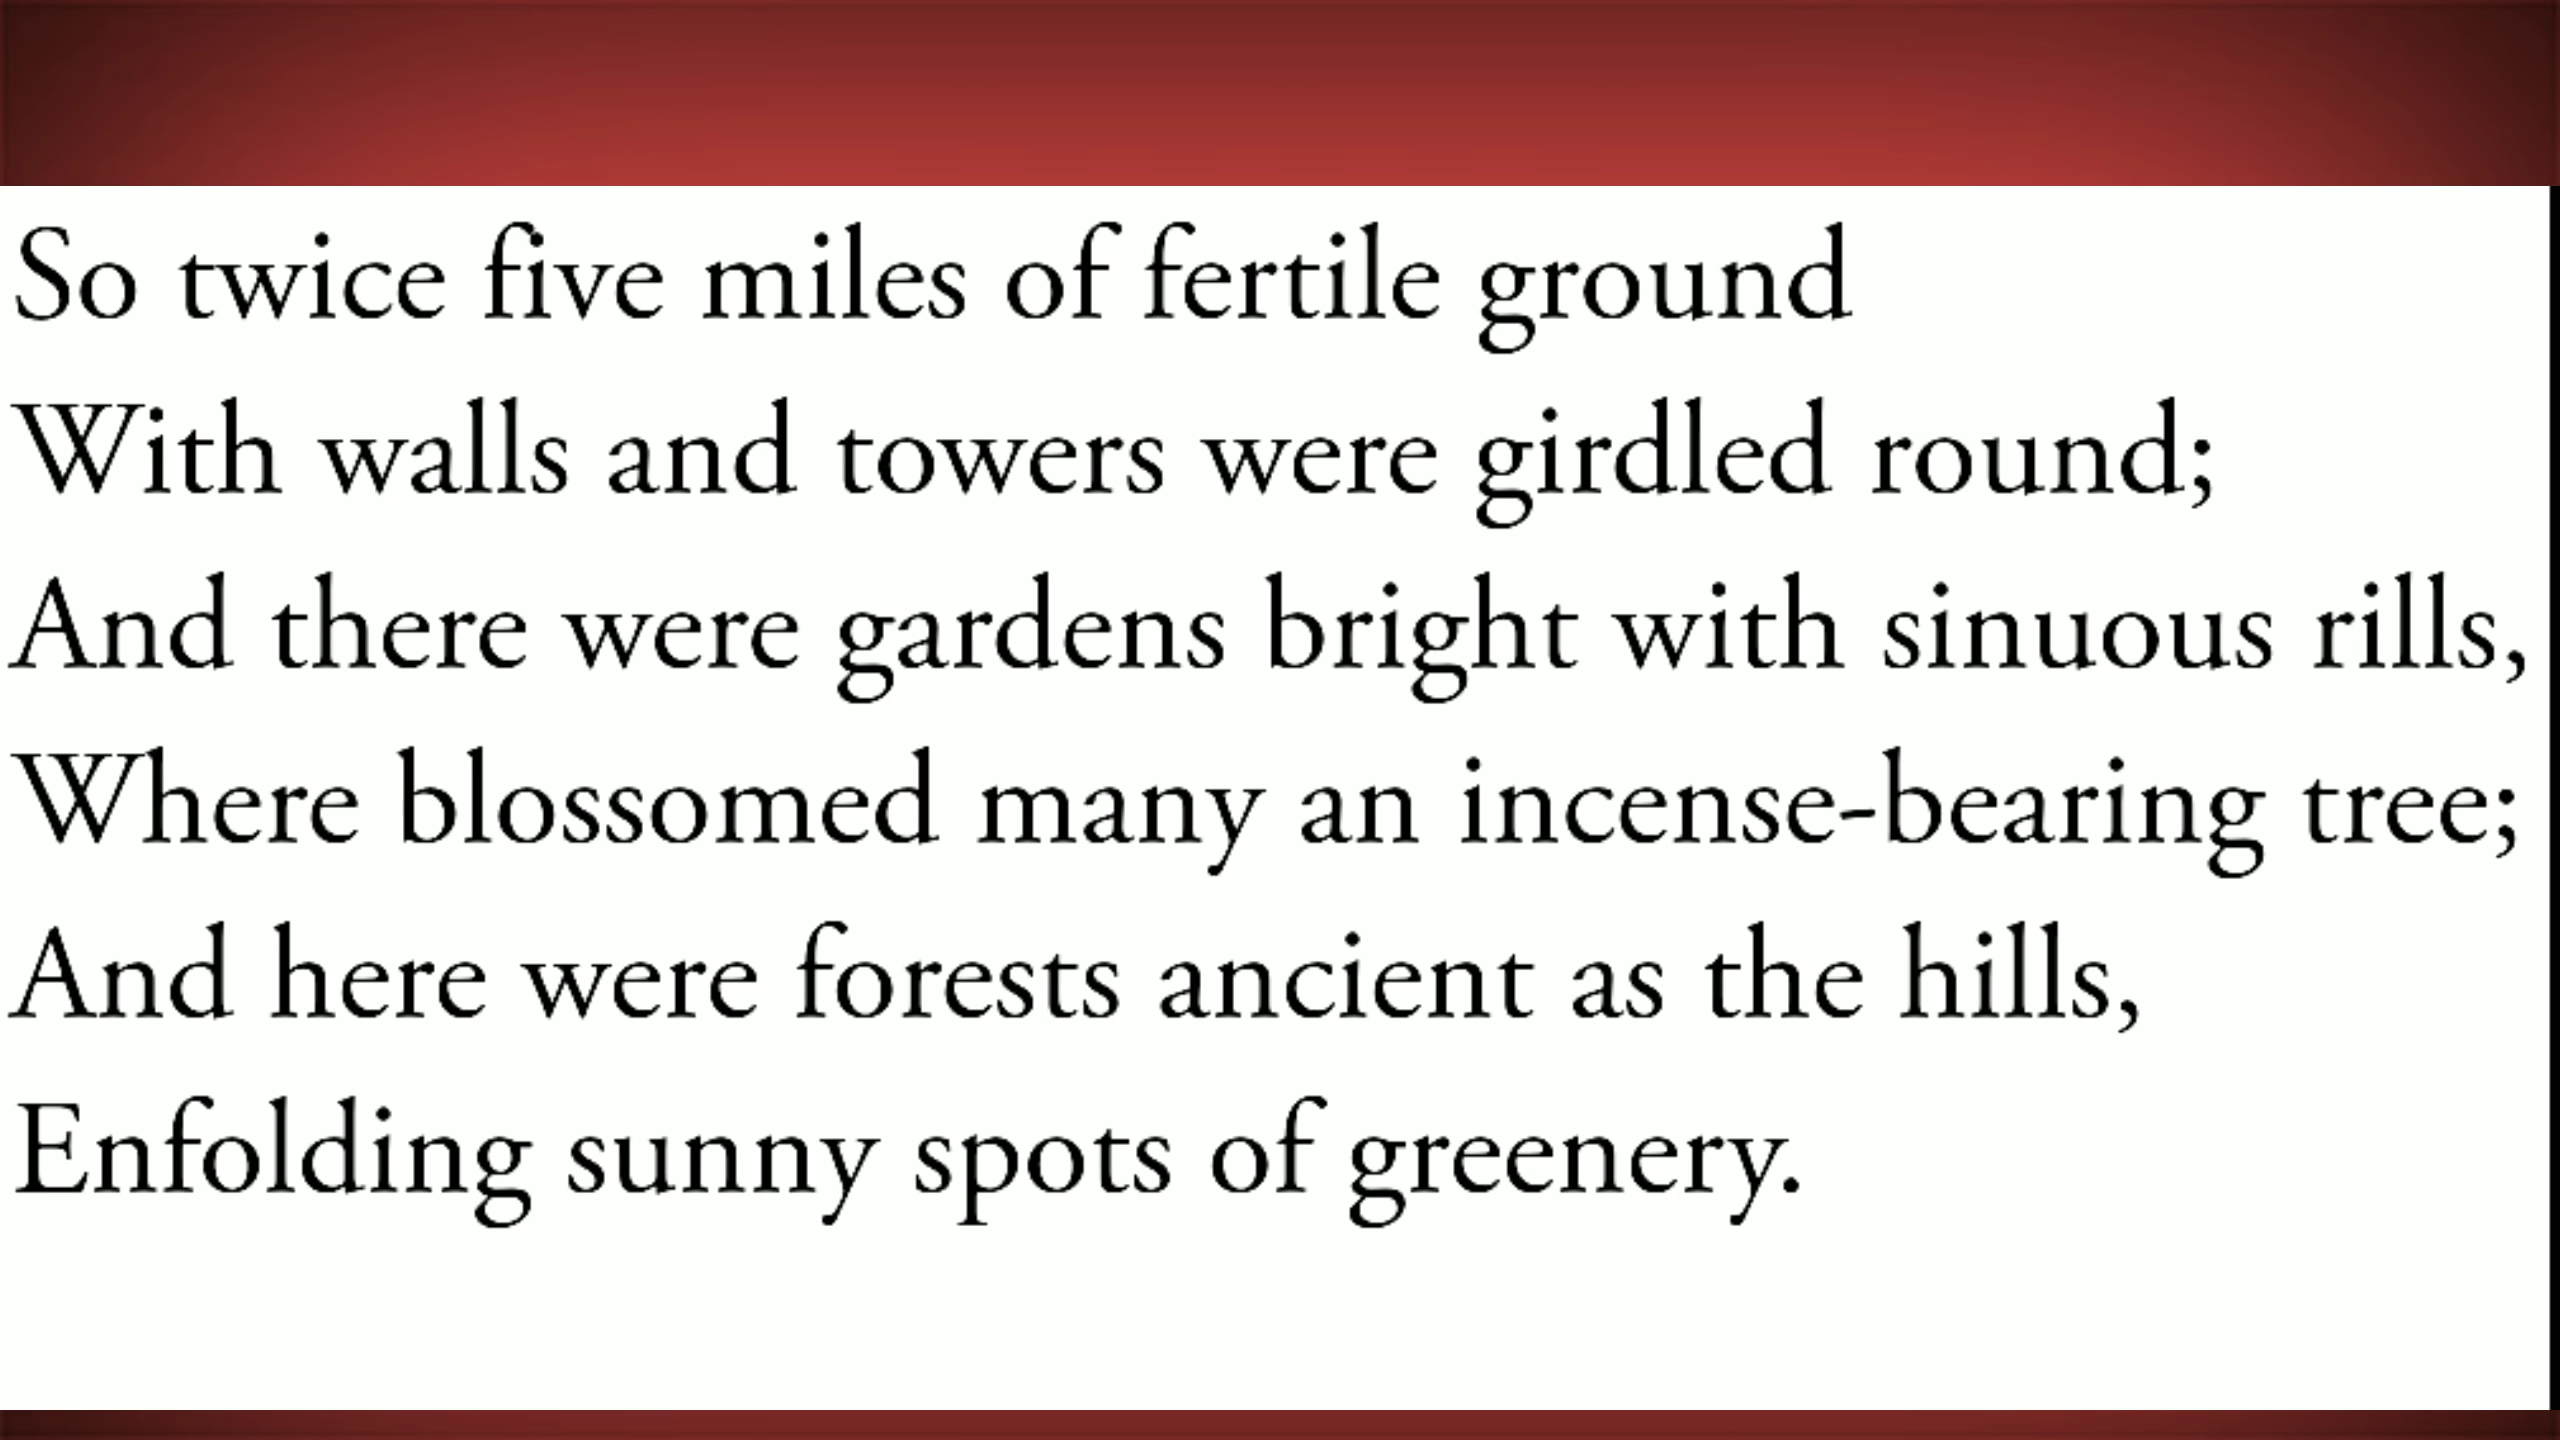 So twice five miles of fertile ground
With walls and towers were girdled round;
And there were gardens bright with sinuous rills,
Where blossomed many an incense-bearing tree;
And here were forests ancient as the hills,
Enfolding sunny spots of greenery.